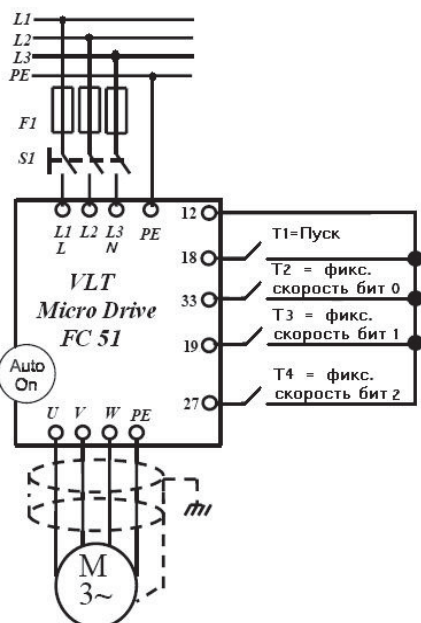 L1
L2
L3
PE
F1
S1
L1 L2 L3 PE
L N
12
T1=Пуск
18
T2 = фикс.
скорость бит 0
33
T3 = фикс.
скорость бит 1
19
T4 = фикс.
скорость бит 2
27
VLT
Micro Drive
FC 51
Auto
On
U V W PE
M
3~